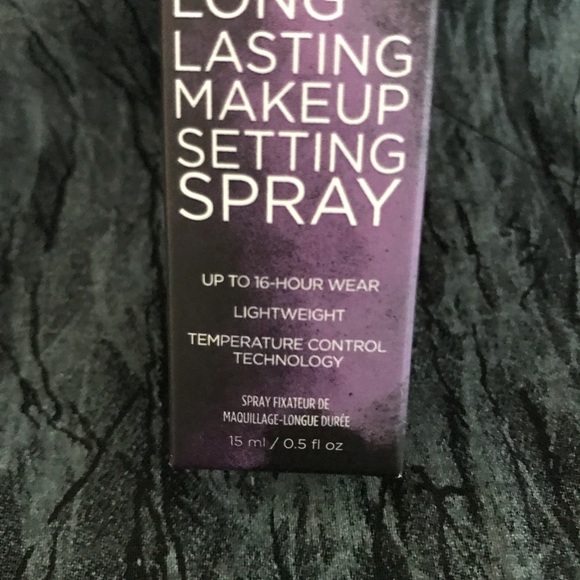 LONG
LASTING
MAKEUP
SETTING
SPRAY
UP TO 16-HOUR WEAR
LIGHTWEIGHT
TEMPERATURE CONTROL
TECHNOLOGY
SPRAY FIXATEUR DE
MAQUILLAGE-LONGUE DURÉE
15 ml / 0.5 fl oz